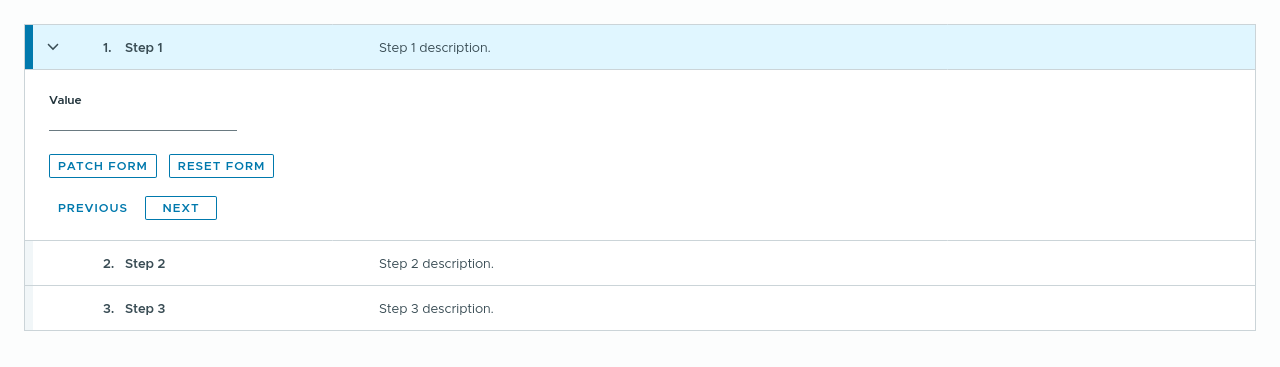 1. Step 1 Step 1 description.
Value
PATCH FORM RESET FORM
PREVIOUS NEXT
2. Step 2 Step 2 description.
3. Step 3 Step 3 description.